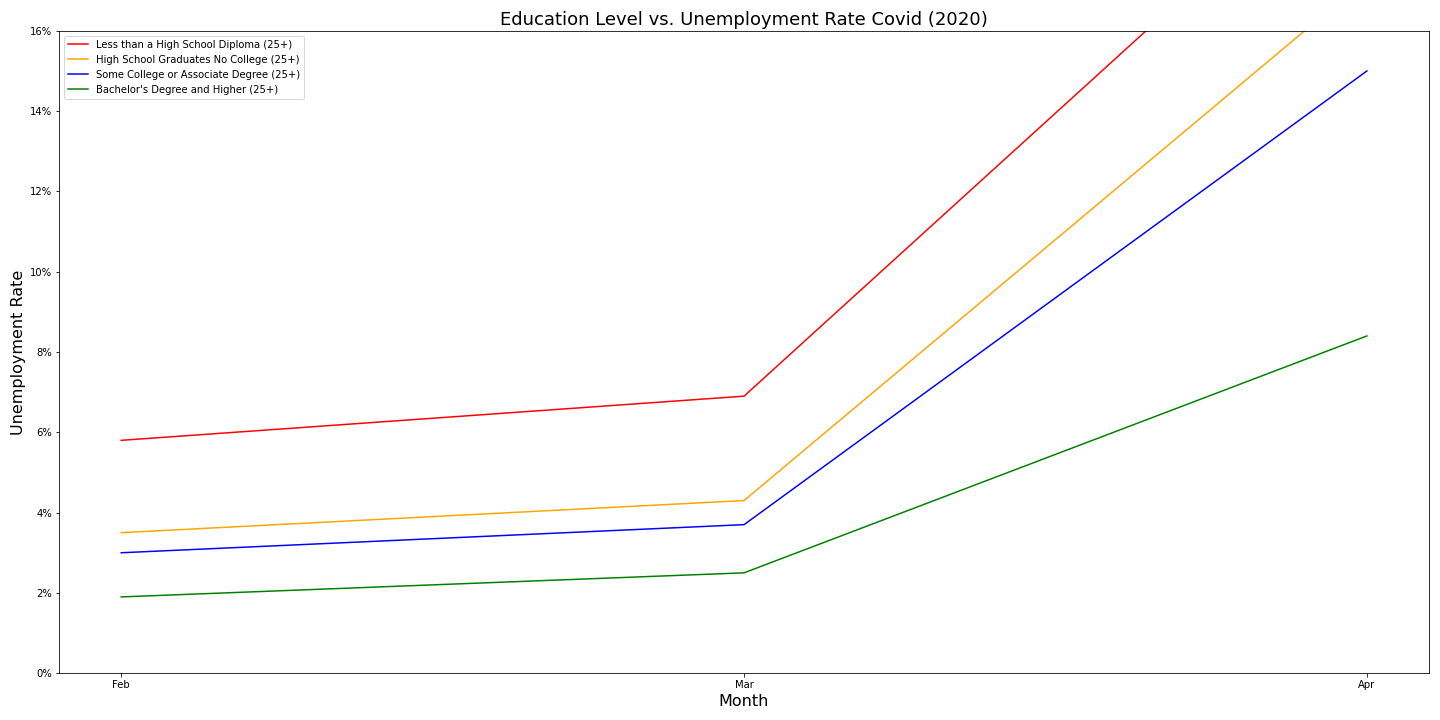 Education Level vs. Unemployment Rate Covid (2020)
16%
14%
12%
10%
8%
6%
4%
2%
0%
Unemployment Rate
Less than a High School Diploma (25+)
High School Graduates No College (25+)
Some College or Associate Degree (25+)
Bachelor's Degree and Higher (25+)
Feb
Mar
Apr
Month